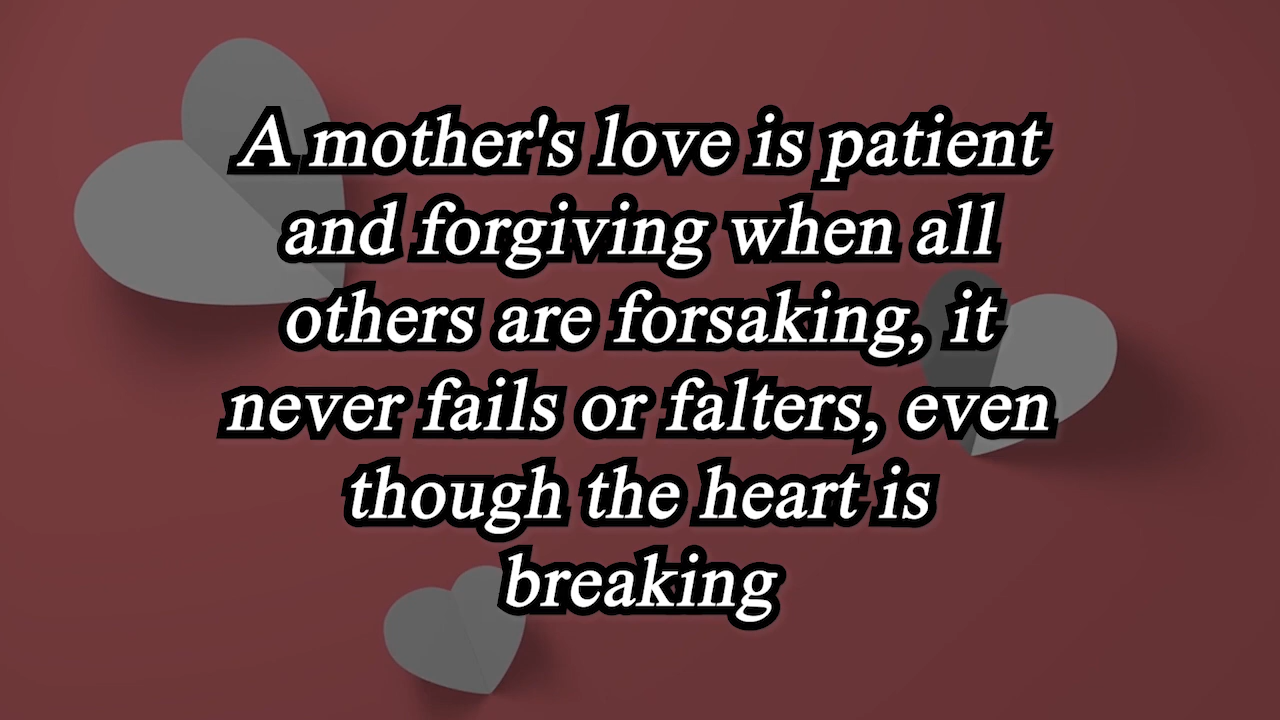 A mother's love is patient
and forgiving when all
others are forsaking, it
never fails or falters, even
though the heart is
breaking